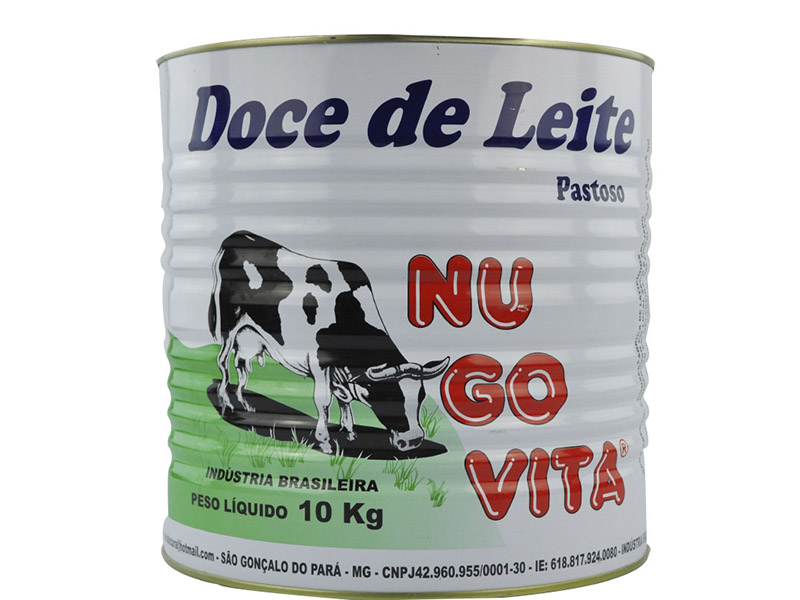 Doce de Leite
Pastoso
NU
GO
VITA®
INDÚSTRIA BRASILEIRA
PESO LÍQUIDO 10 Kg
hotmail.com - SÃO GONÇALO DO PARÁ - MG - CNPJ42.960.955/0001-30 - IE: 618.817.924.0080 -